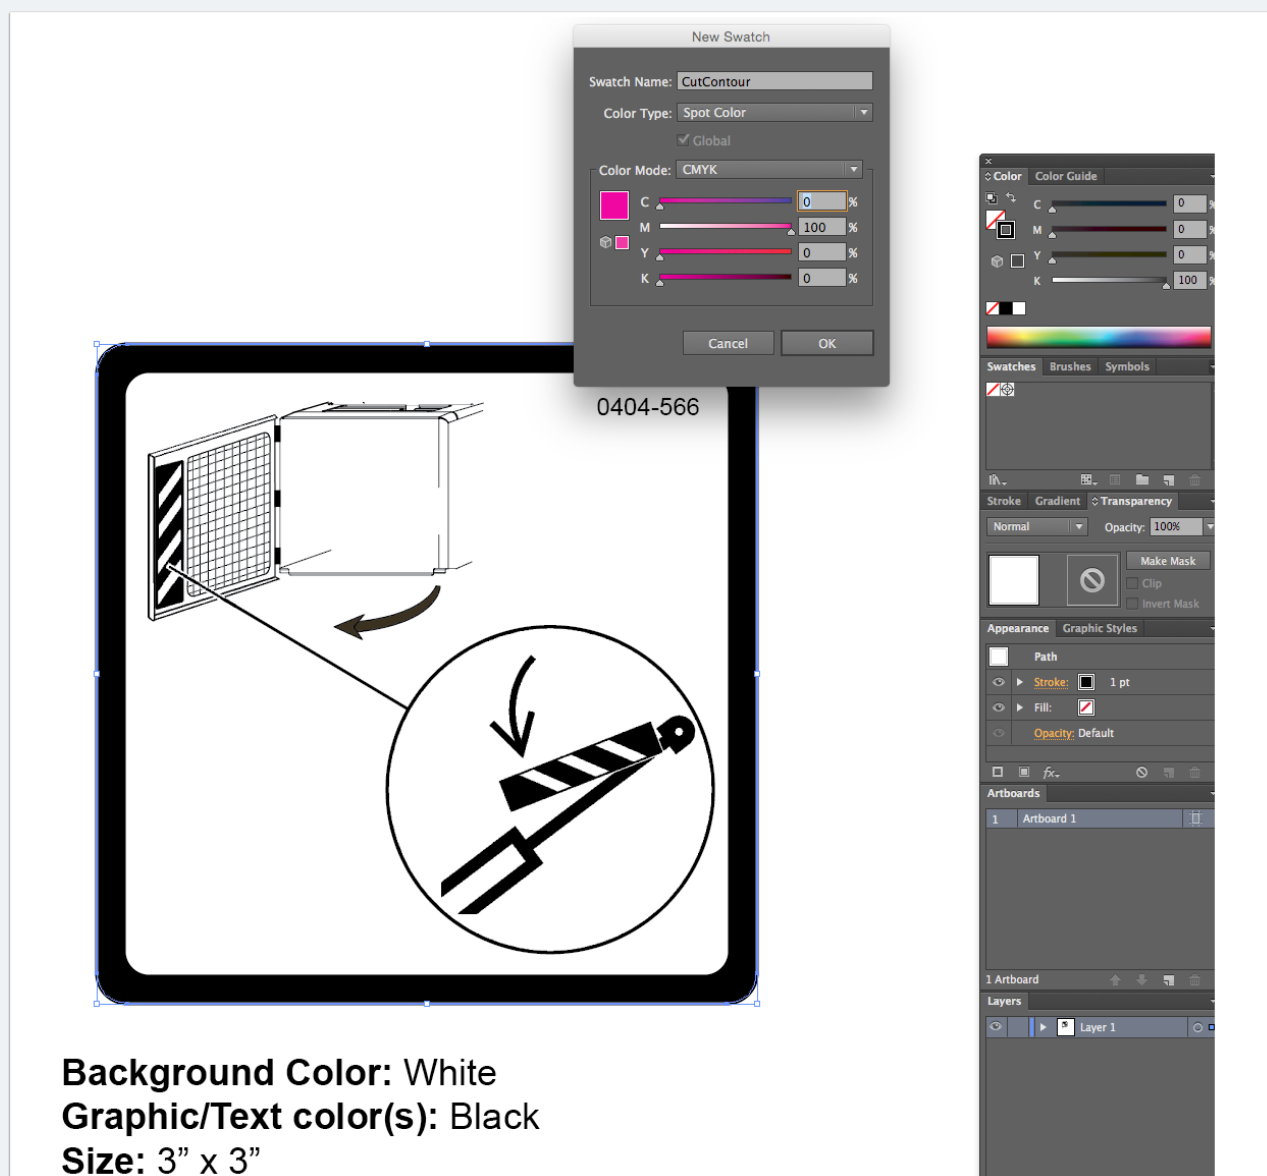 New Swatch
Swatch Name: CutContour
Color Type: Spot Color
Global
Color Mode: CMYK
C 0 %
M 100 %
Y 0 %
K 0 %
Cancel OK
0404-566
Background Color: White
Graphic/Text color(s): Black
Size: 3” x 3”
Color Color Guide
C 0 %
M 0 %
Y 0 %
K 100 %
Swatches Brushes Symbols
Stroke Gradient Transparency
Normal Opacity: 100%
Make Mask
Clip
Invert Mask
Appearance Graphic Styles
Path
Stroke: 1 pt
Fill:
Opacity: Default
fx
Artboards
1 Artboard 1
1 Artboard
Layers
Layer 1